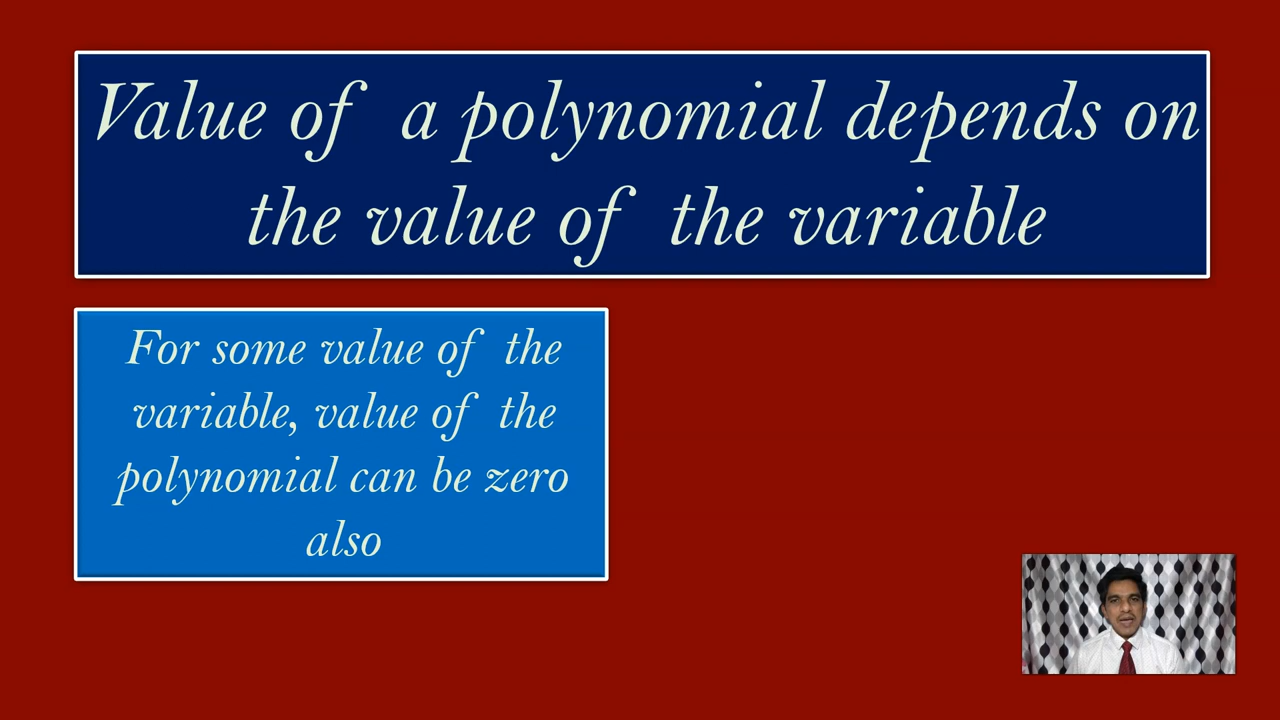 Value of a polynomial depends on
the value of the variable
For some value of the
variable, value of the
polynomial can be zero
also